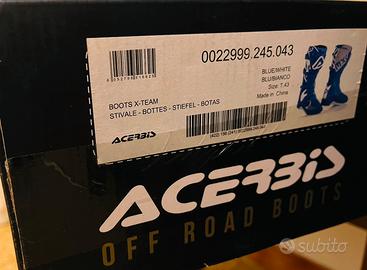 0022999.245.043
BLUE/WHITE
BLU/BIANCO
Size: T.43
Made in China
BOOTS X-TEAM
STIVALE - BOTTES - STIEFEL - BOTAS
ACERBIS
ACERBIS
OFF ROAD BOOTS
subito